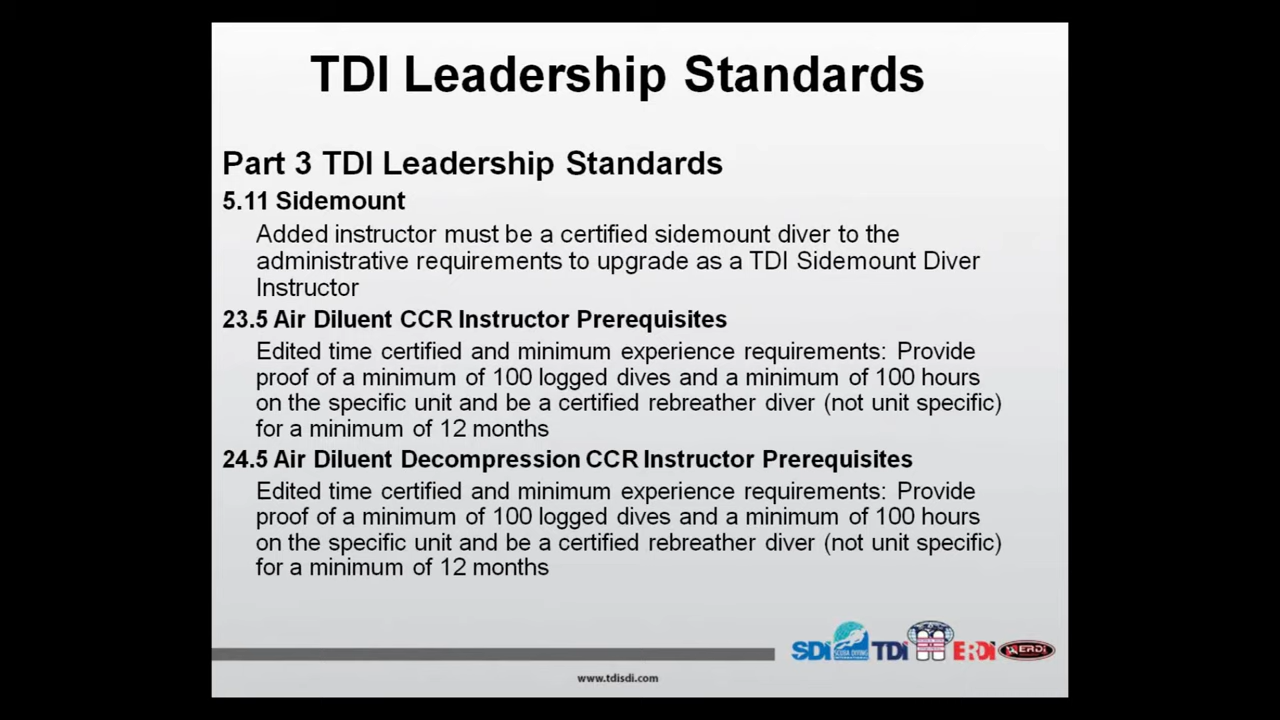 TDI Leadership Standards
Part 3 TDI Leadership Standards
5.11 Sidemount
Added instructor must be a certified sidemount diver to the
administrative requirements to upgrade as a TDI Sidemount Diver
Instructor
23.5 Air Diluent CCR Instructor Prerequisites
Edited time certified and minimum experience requirements: Provide
proof of a minimum of 100 logged dives and a minimum of 100 hours
on the specific unit and be a certified rebreather diver (not unit specific)
for a minimum of 12 months
24.5 Air Diluent Decompression CCR Instructor Prerequisites
Edited time certified and minimum experience requirements: Provide
proof of a minimum of 100 logged dives and a minimum of 100 hours
on the specific unit and be a certified rebreather diver (not unit specific)
for a minimum of 12 months
SDI TDI ERDI ERDI
www.tdisdi.com